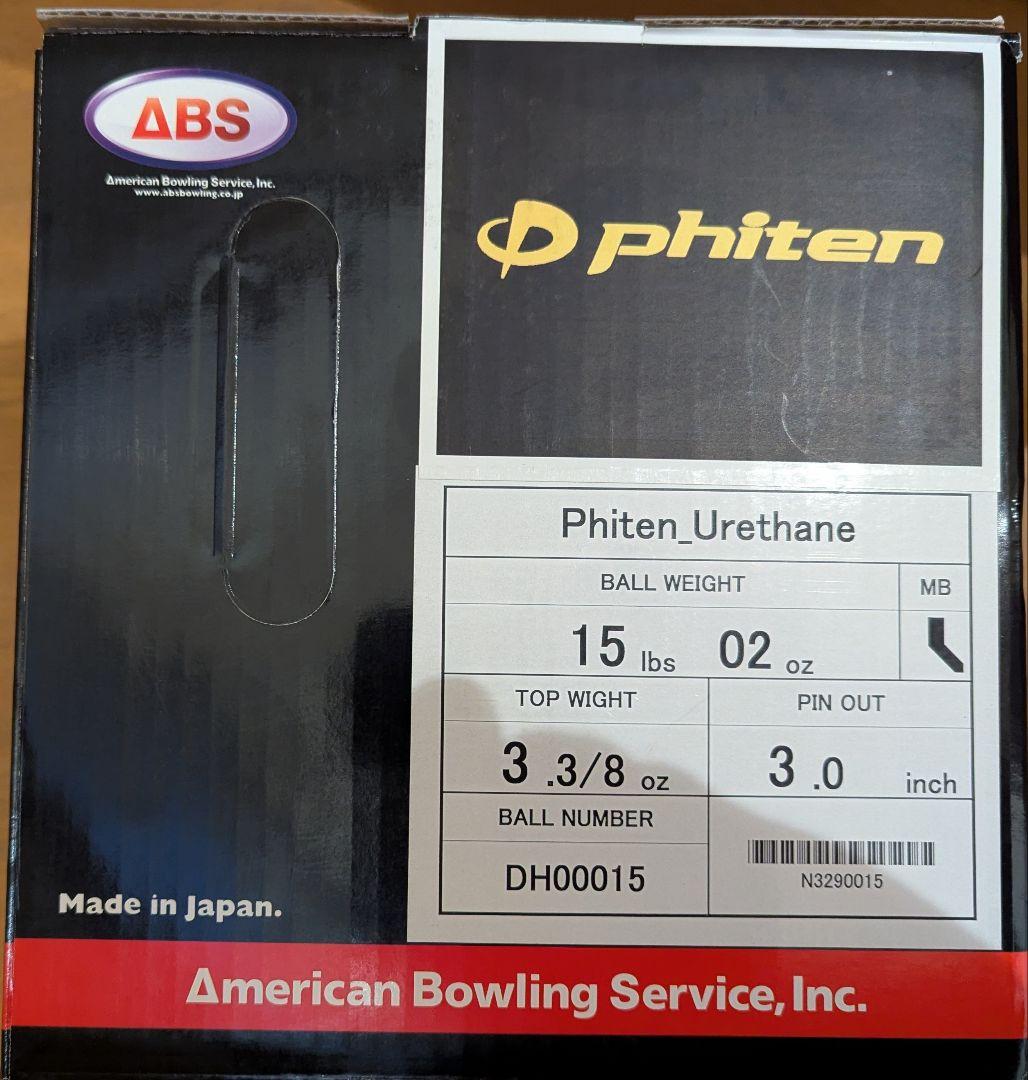 ABS
American Bowling Service, Inc.
www.absbowling.co.jp
phiten
Phiten_Urethane
BALL WEIGHT
MB
15 lbs 02 oz
TOP WIGHT
PIN OUT
3 .3/8 oz
3 .0 inch
BALL NUMBER
DH00015
N3290015
Made in Japan.
American Bowling Service, Inc.